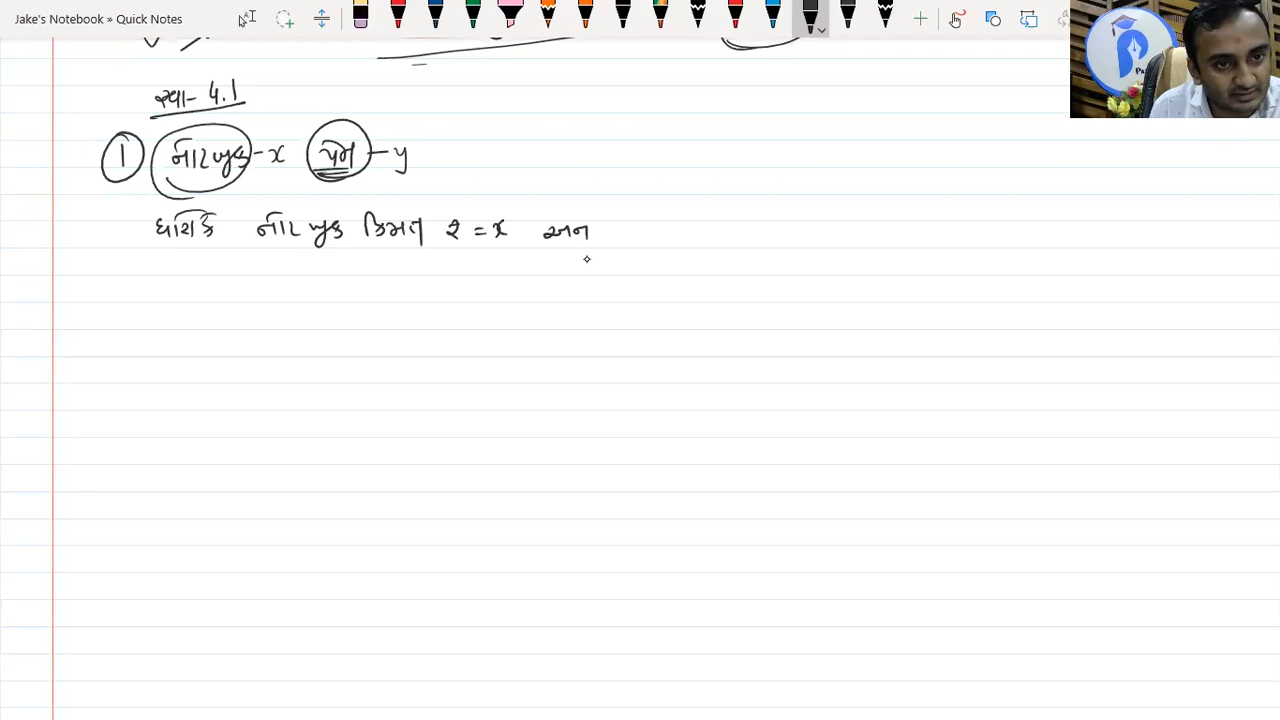 Jake's Notebook » Quick Notes
સ્વા- 4.1
1 નોટબુક - x પેન - y
ધારો કે નોટબુક કિંમત ર = x અન